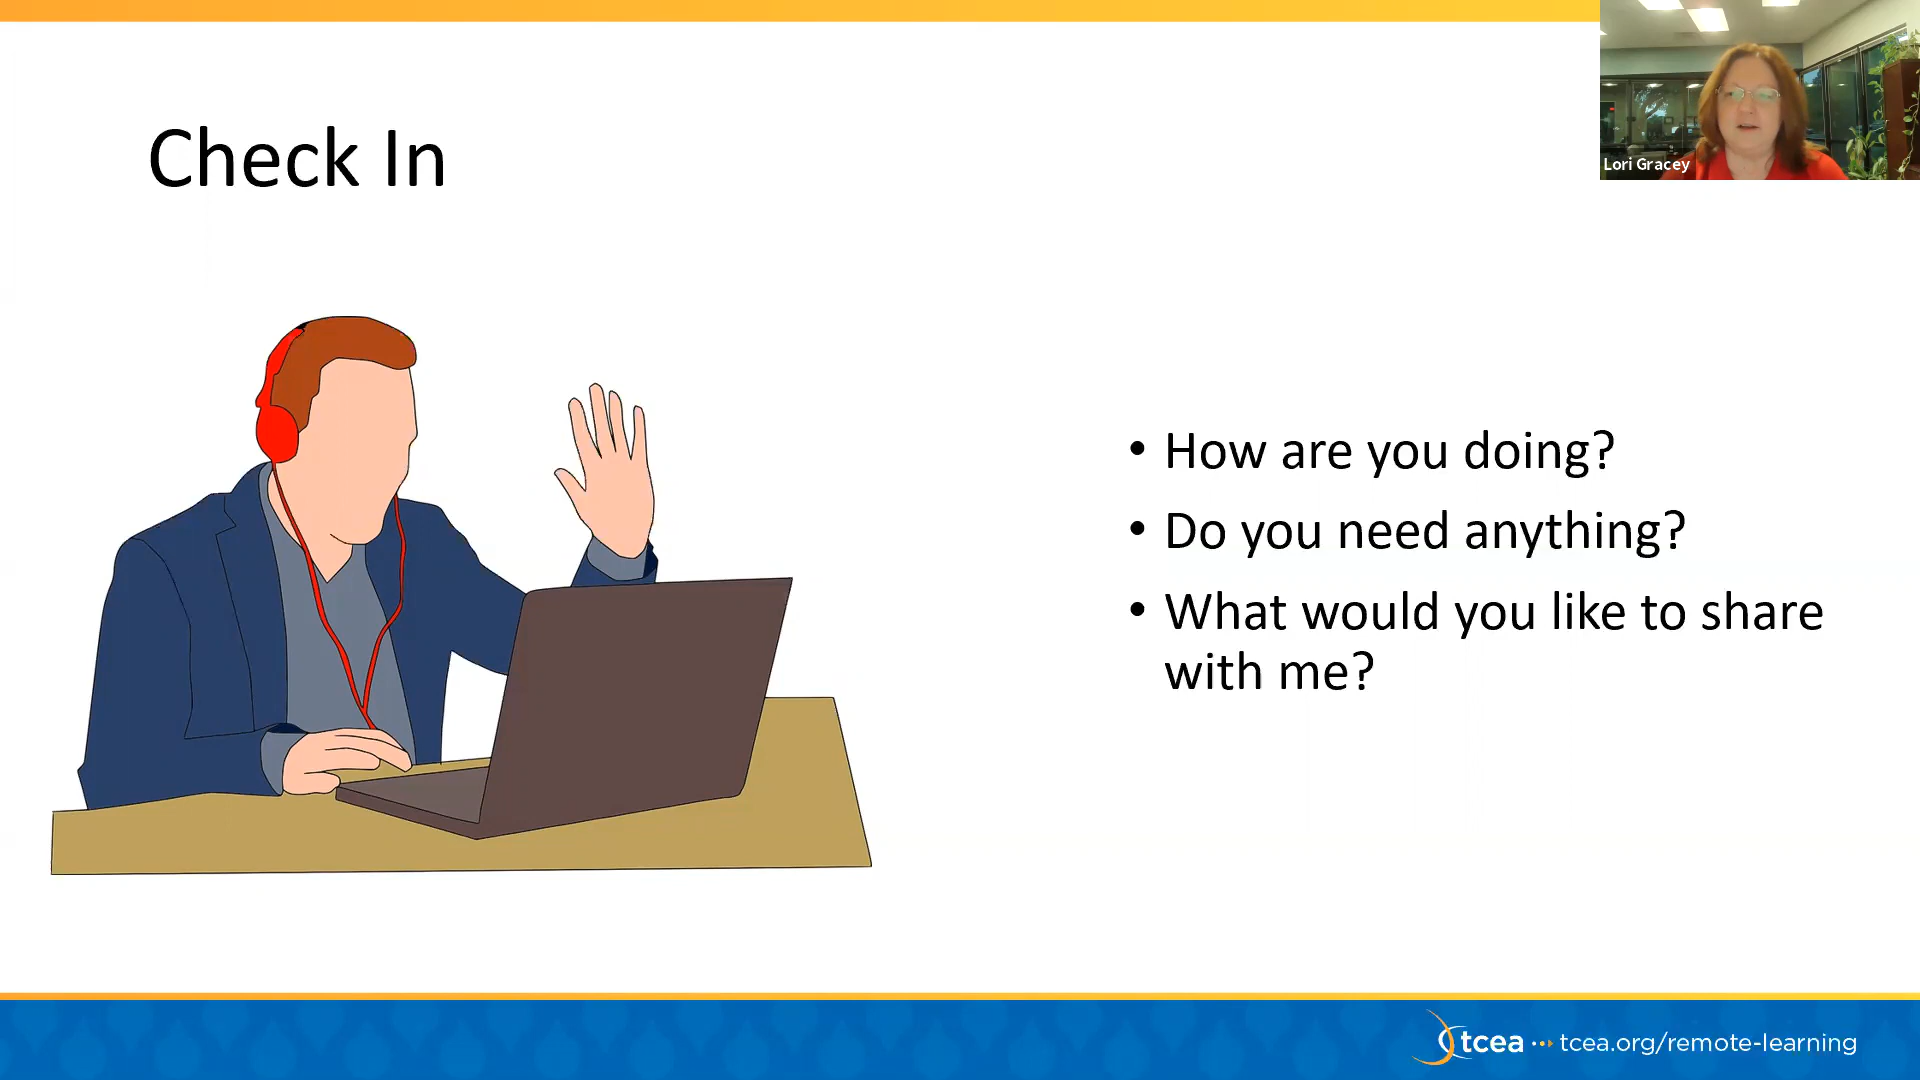 Check In
Lori Gracey
• How are you doing?
• Do you need anything?
• What would you like to share
with me?
tcea tcea.org/remote-learning